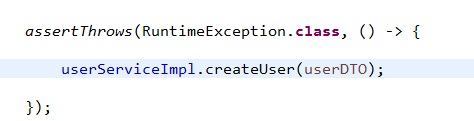 assertThrows(RuntimeException.class, () -> {
userServiceImpl.createUser(userDTO);
});